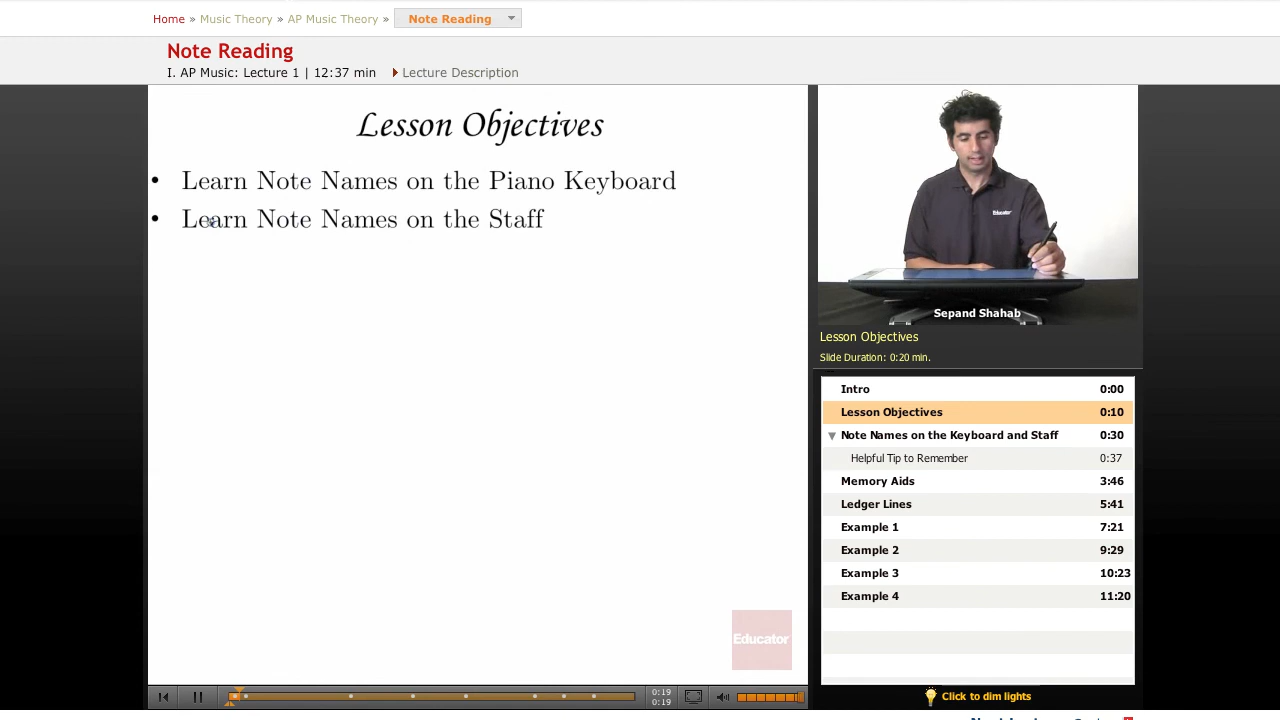 Home » Music Theory » AP Music Theory » Note Reading
Note Reading
I. AP Music: Lecture 1 | 12:37 min Lecture Description
Lesson Objectives
• Learn Note Names on the Piano Keyboard
• Learn Note Names on the Staff
Educator
0:19
0:19
Educator
Sepand Shahab
Lesson Objectives
Slide Duration: 0:20 min.
Intro 0:00
Lesson Objectives 0:10
Note Names on the Keyboard and Staff 0:30
Helpful Tip to Remember 0:37
Memory Aids 3:46
Ledger Lines 5:41
Example 1 7:21
Example 2 9:29
Example 3 10:23
Example 4 11:20
Click to dim lights